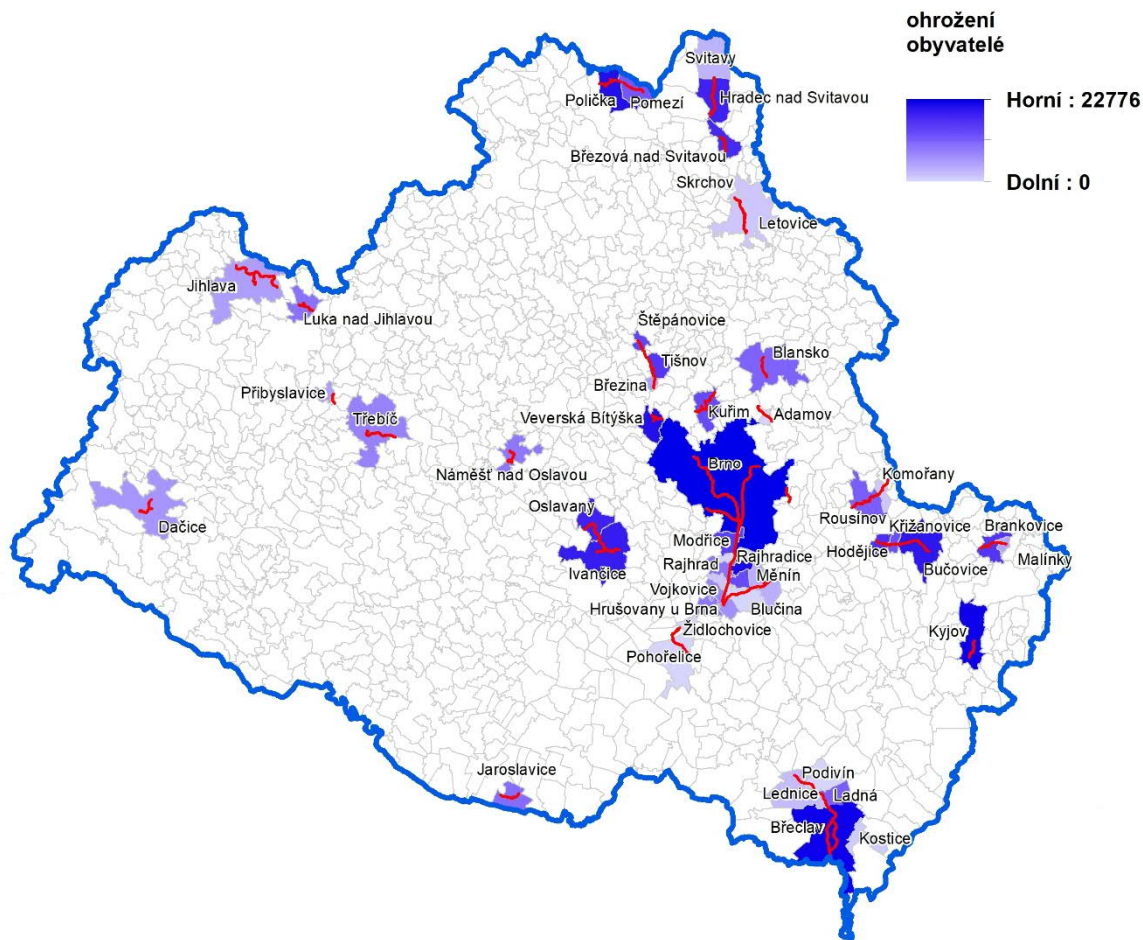 ohrožení
obyvatelé
Horní : 22776
Dolní : 0
Svitavy
Polička
Pomezí
Hradec nad Svitavou
Březová nad Svitavou
Skrchov
Letovice
Jihlava
Luka nad Jihlavou
Štěpánovice
Tišnov
Blansko
Březina
Přibyslavice
Třebíč
Veverská Bítýška
Kuřim
Adamov
Brno
Náměšť nad Oslavou
Komořany
Oslavany
Rousínov
Dačice
Křižánovice
Brankovice
Modřice
Hodějice
Malínky
Rajhradice
Rajhrad
Bučovice
Ivančice
Měnín
Vojkovice
Hrušovany u Brna
Blučina
Židlochovice
Kyjov
Pohořelice
Jaroslavice
Podivín
Lednice
Ladná
Břeclav
Kostice